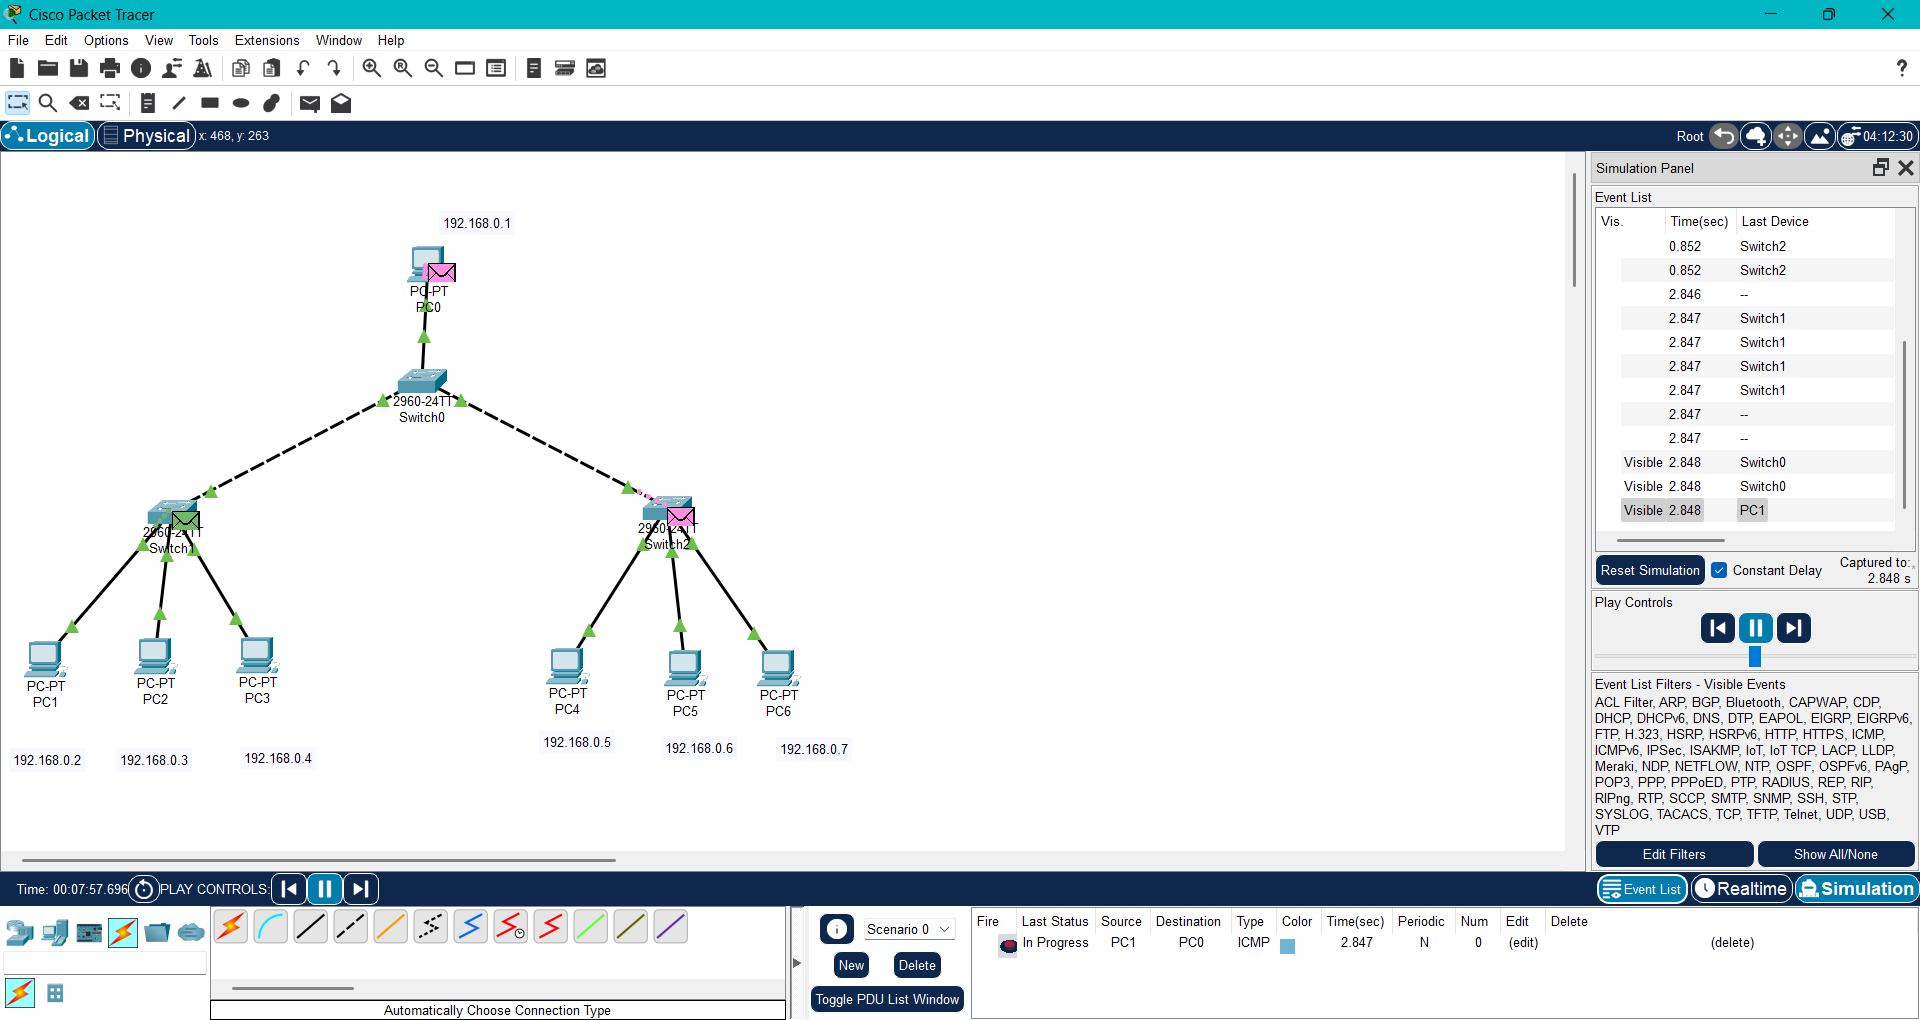 Cisco Packet Tracer
File Edit Options View Tools Extensions Window Help
Logical Physical x: 468, y: 263 Root 04:12:30
192.168.0.1
PC-PT
PC0
2960-24TT
Switch0
2960-24TT
Switch1
2960-24TT
Switch2
PC-PT
PC1
PC-PT
PC2
PC-PT
PC3
PC-PT
PC4
PC-PT
PC5
PC-PT
PC6
192.168.0.2
192.168.0.3
192.168.0.4
192.168.0.5
192.168.0.6
192.168.0.7
Simulation Panel
Event List
Vis. Time(sec) Last Device
0.852 Switch2
0.852 Switch2
2.846 --
2.847 Switch1
2.847 Switch1
2.847 Switch1
2.847 Switch1
2.847 --
2.847 --
Visible 2.848 Switch0
Visible 2.848 Switch0
Visible 2.848 PC1
Reset Simulation Constant Delay Captured to:
2.848 s
Play Controls
Event List Filters - Visible Events
ACL Filter, ARP, BGP, Bluetooth, CAPWAP, CDP,
DHCP, DHCPv6, DNS, DTP, EAPOL, EIGRP, EIGRPv6,
FTP, H.323, HSRP, HSRPv6, HTTP, HTTPS, ICMP,
ICMPv6, IPSec, ISAKMP, IoT, IoT TCP, LACP, LLDP,
Meraki, NDP, NETFLOW, NTP, OSPF, OSPFv6, PAgP,
POP3, PPP, PPPoED, PTP, RADIUS, REP, RIP,
RIPng, RTP, SCCP, SMTP, SNMP, SSH, STP,
SYSLOG, TACACS, TCP, TFTP, Telnet, UDP, USB,
VTP
Edit Filters Show All/None
Time: 00:07:57.696 PLAY CONTROLS: Event List Realtime Simulation
Automatically Choose Connection Type
Scenario 0
New Delete
Toggle PDU List Window
Fire Last Status Source Destination Type Color Time(sec) Periodic Num Edit Delete
In Progress PC1 PC0 ICMP 2.847 N 0 (edit) (delete)